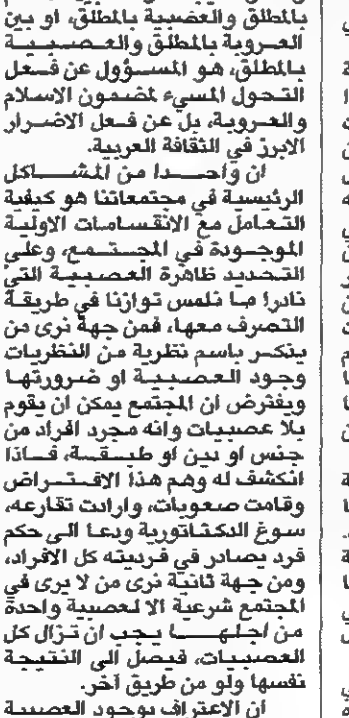 بالمطلق والعصبية بالمطلق، او بين
العروبة بالمطلق والعصبية
بالمطلق، هو المسؤول عن فعل
التحول المسيء لمضمون الاسلام
والعروبة، بل عن فعل الاضرار
الابرز في الثقافة العربية.
ان واحدا من المشاكل
الرئيسية في مجتمعاتنا هو كيفية
التعامل مع الانقسامات الاولية
الموجودة في المجتمع، وعلى
التحديد ظاهرة العصبية التي
نادرا ما نلمس توازنا في طريقة
التصرف معها، فمن جهة نرى من
ينكر باسم نظرية من النظريات
وجود العصبية او ضرورتها
ويفترض ان المجتمع يمكن ان يقوم
بلا عصبيات وانه مجرد افراد من
جنس او دين او طبقة، فاذا
انكشف له وهم هذا الافتراض
وقامت صعوبات، وارادت تقارعه،
سوغ الدكتاتورية ودعا الى حكم
فرد يصادر في فرديته كل الافراد،
ومن جهة ثانية نرى من لا يرى في
المجتمع شرعية الا لعصبية واحدة
من اجلها يجب ان تزال كل
العصبيات، فيصل الى النتيجة
نفسها ولو من طريق آخر.
ان الاعتراف بوجود العصبية